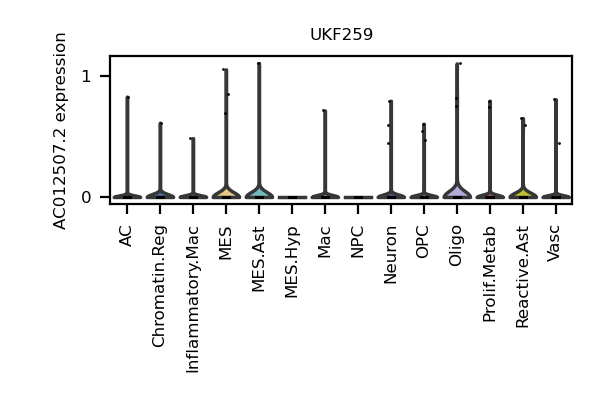 UKF259
AC012507.2 expression
1
0
AC
Chromatin.Reg
Inflammatory.Mac
MES
MES.Ast
MES.Hyp
Mac
NPC
Neuron
OPC
Oligo
Prolif.Metab
Reactive.Ast
Vasc